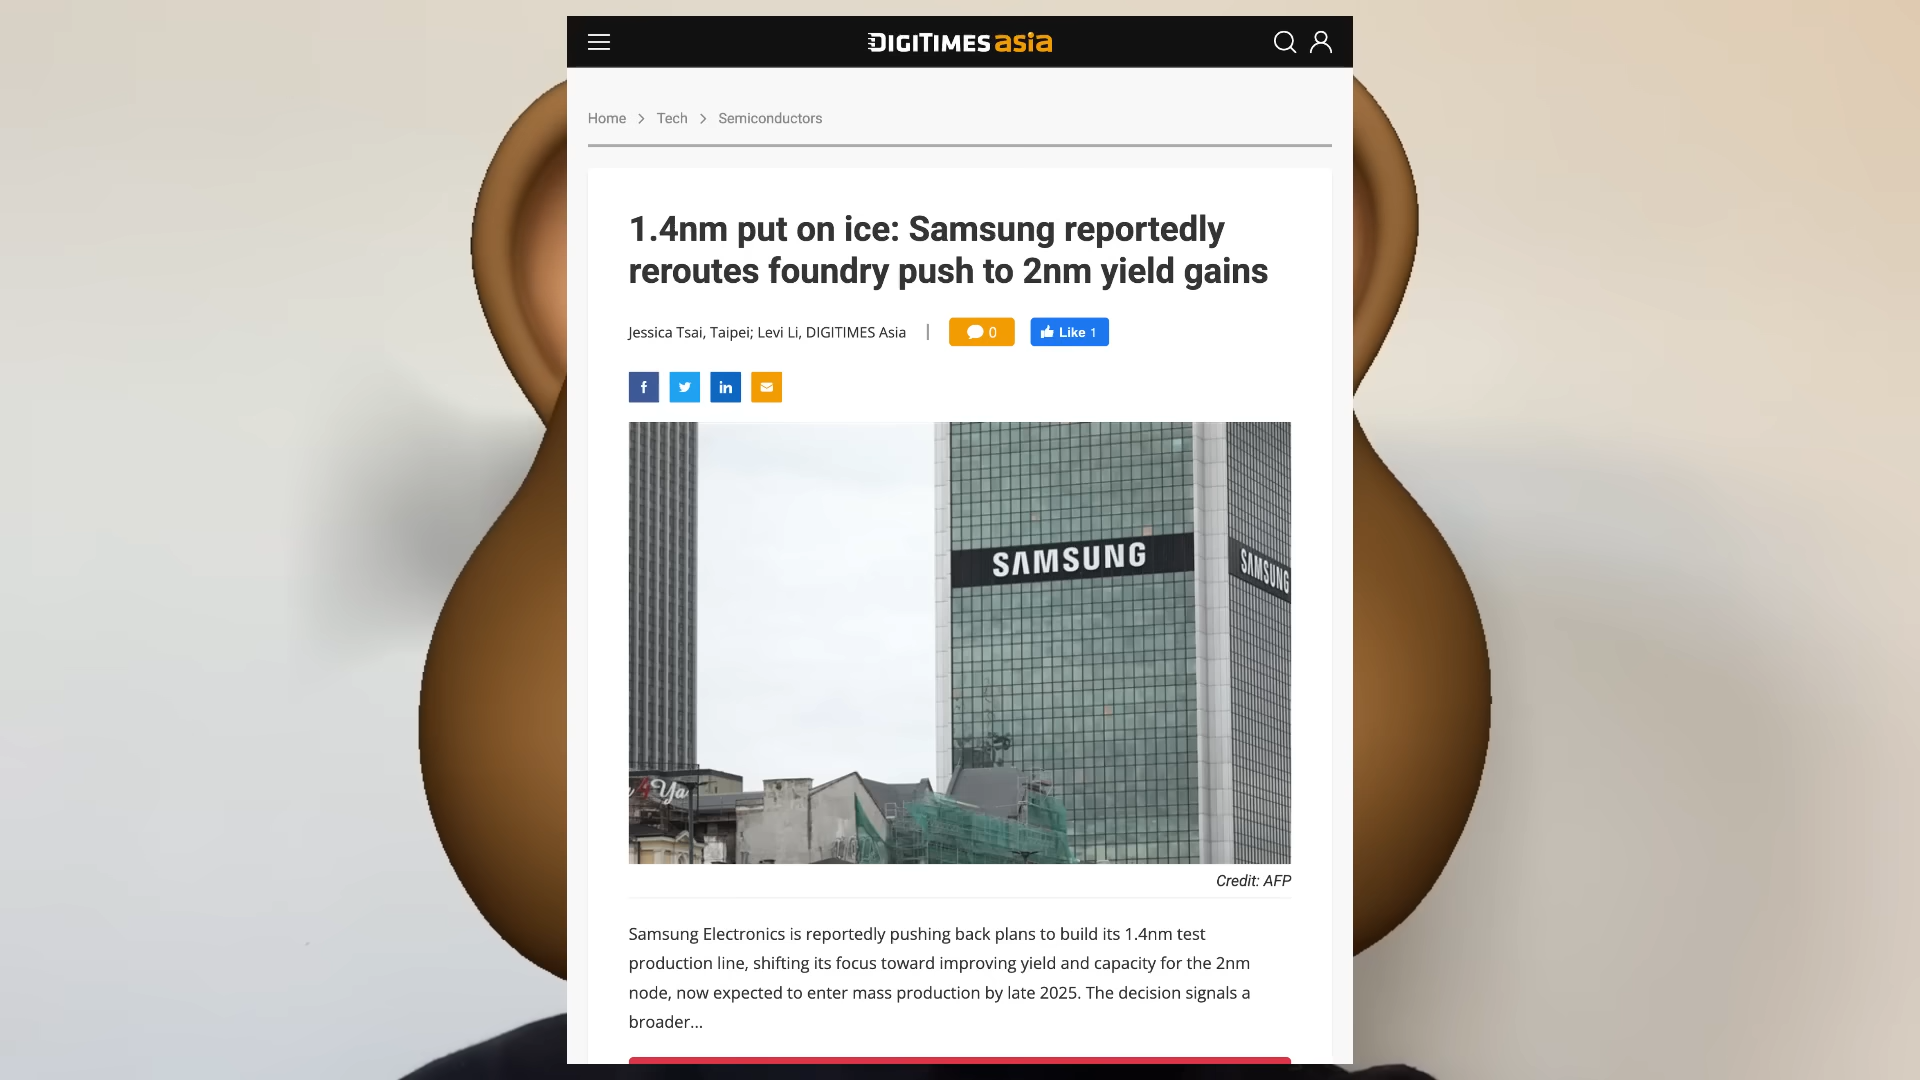 DIGITIMES asia
Home > Tech > Semiconductors
1.4nm put on ice: Samsung reportedly
reroutes foundry push to 2nm yield gains
Jessica Tsai, Taipei; Levi Li, DIGITIMES Asia | 0 Like 1
f in
SAMSUNG
SAMSUNG
Ya
Credit: AFP
Samsung Electronics is reportedly pushing back plans to build its 1.4nm test
production line, shifting its focus toward improving yield and capacity for the 2nm
node, now expected to enter mass production by late 2025. The decision signals a
broader...